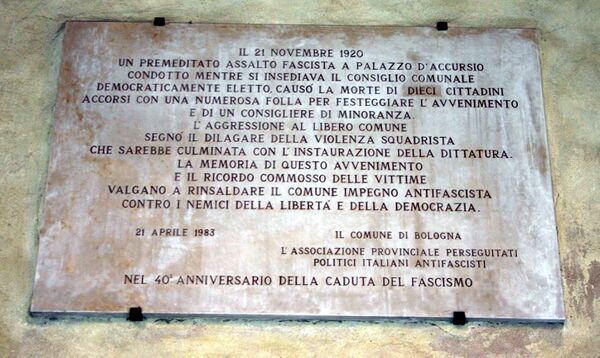 IL 21 NOVEMBRE 1920
UN PREMEDITATO ASSALTO FASCISTA A PALAZZO D'ACCURSIO
CONDOTTO MENTRE SI INSEDIAVA IL CONSIGLIO COMUNALE
DEMOCRATICAMENTE ELETTO, CAUSÒ LA MORTE DI DIECI CITTADINI
ACCORSI CON UNA NUMEROSA FOLLA PER FESTEGGIARE L'AVVENIMENTO
E DI UN CONSIGLIERE DI MINORANZA.
L'AGGRESSIONE AL LIBERO COMUNE
SEGNÒ IL DILAGARE DELLA VIOLENZA SQUADRISTA
CHE SAREBBE CULMINATA CON L'INSTAURAZIONE DELLA DITTATURA.
LA MEMORIA DI QUESTO AVVENIMENTO
E IL RICORDO COMMOSSO DELLE VITTIME
VALGANO A RINSALDARE IL COMUNE IMPEGNO ANTIFASCISTA
CONTRO I NEMICI DELLA LIBERTÀ E DELLA DEMOCRAZIA.
21 APRILE 1983
IL COMUNE DI BOLOGNA
L'ASSOCIAZIONE PROVINCIALE PERSEGUITATI
POLITICI ITALIANI ANTIFASCISTI
NEL 40° ANNIVERSARIO DELLA CADUTA DEL FASCISMO